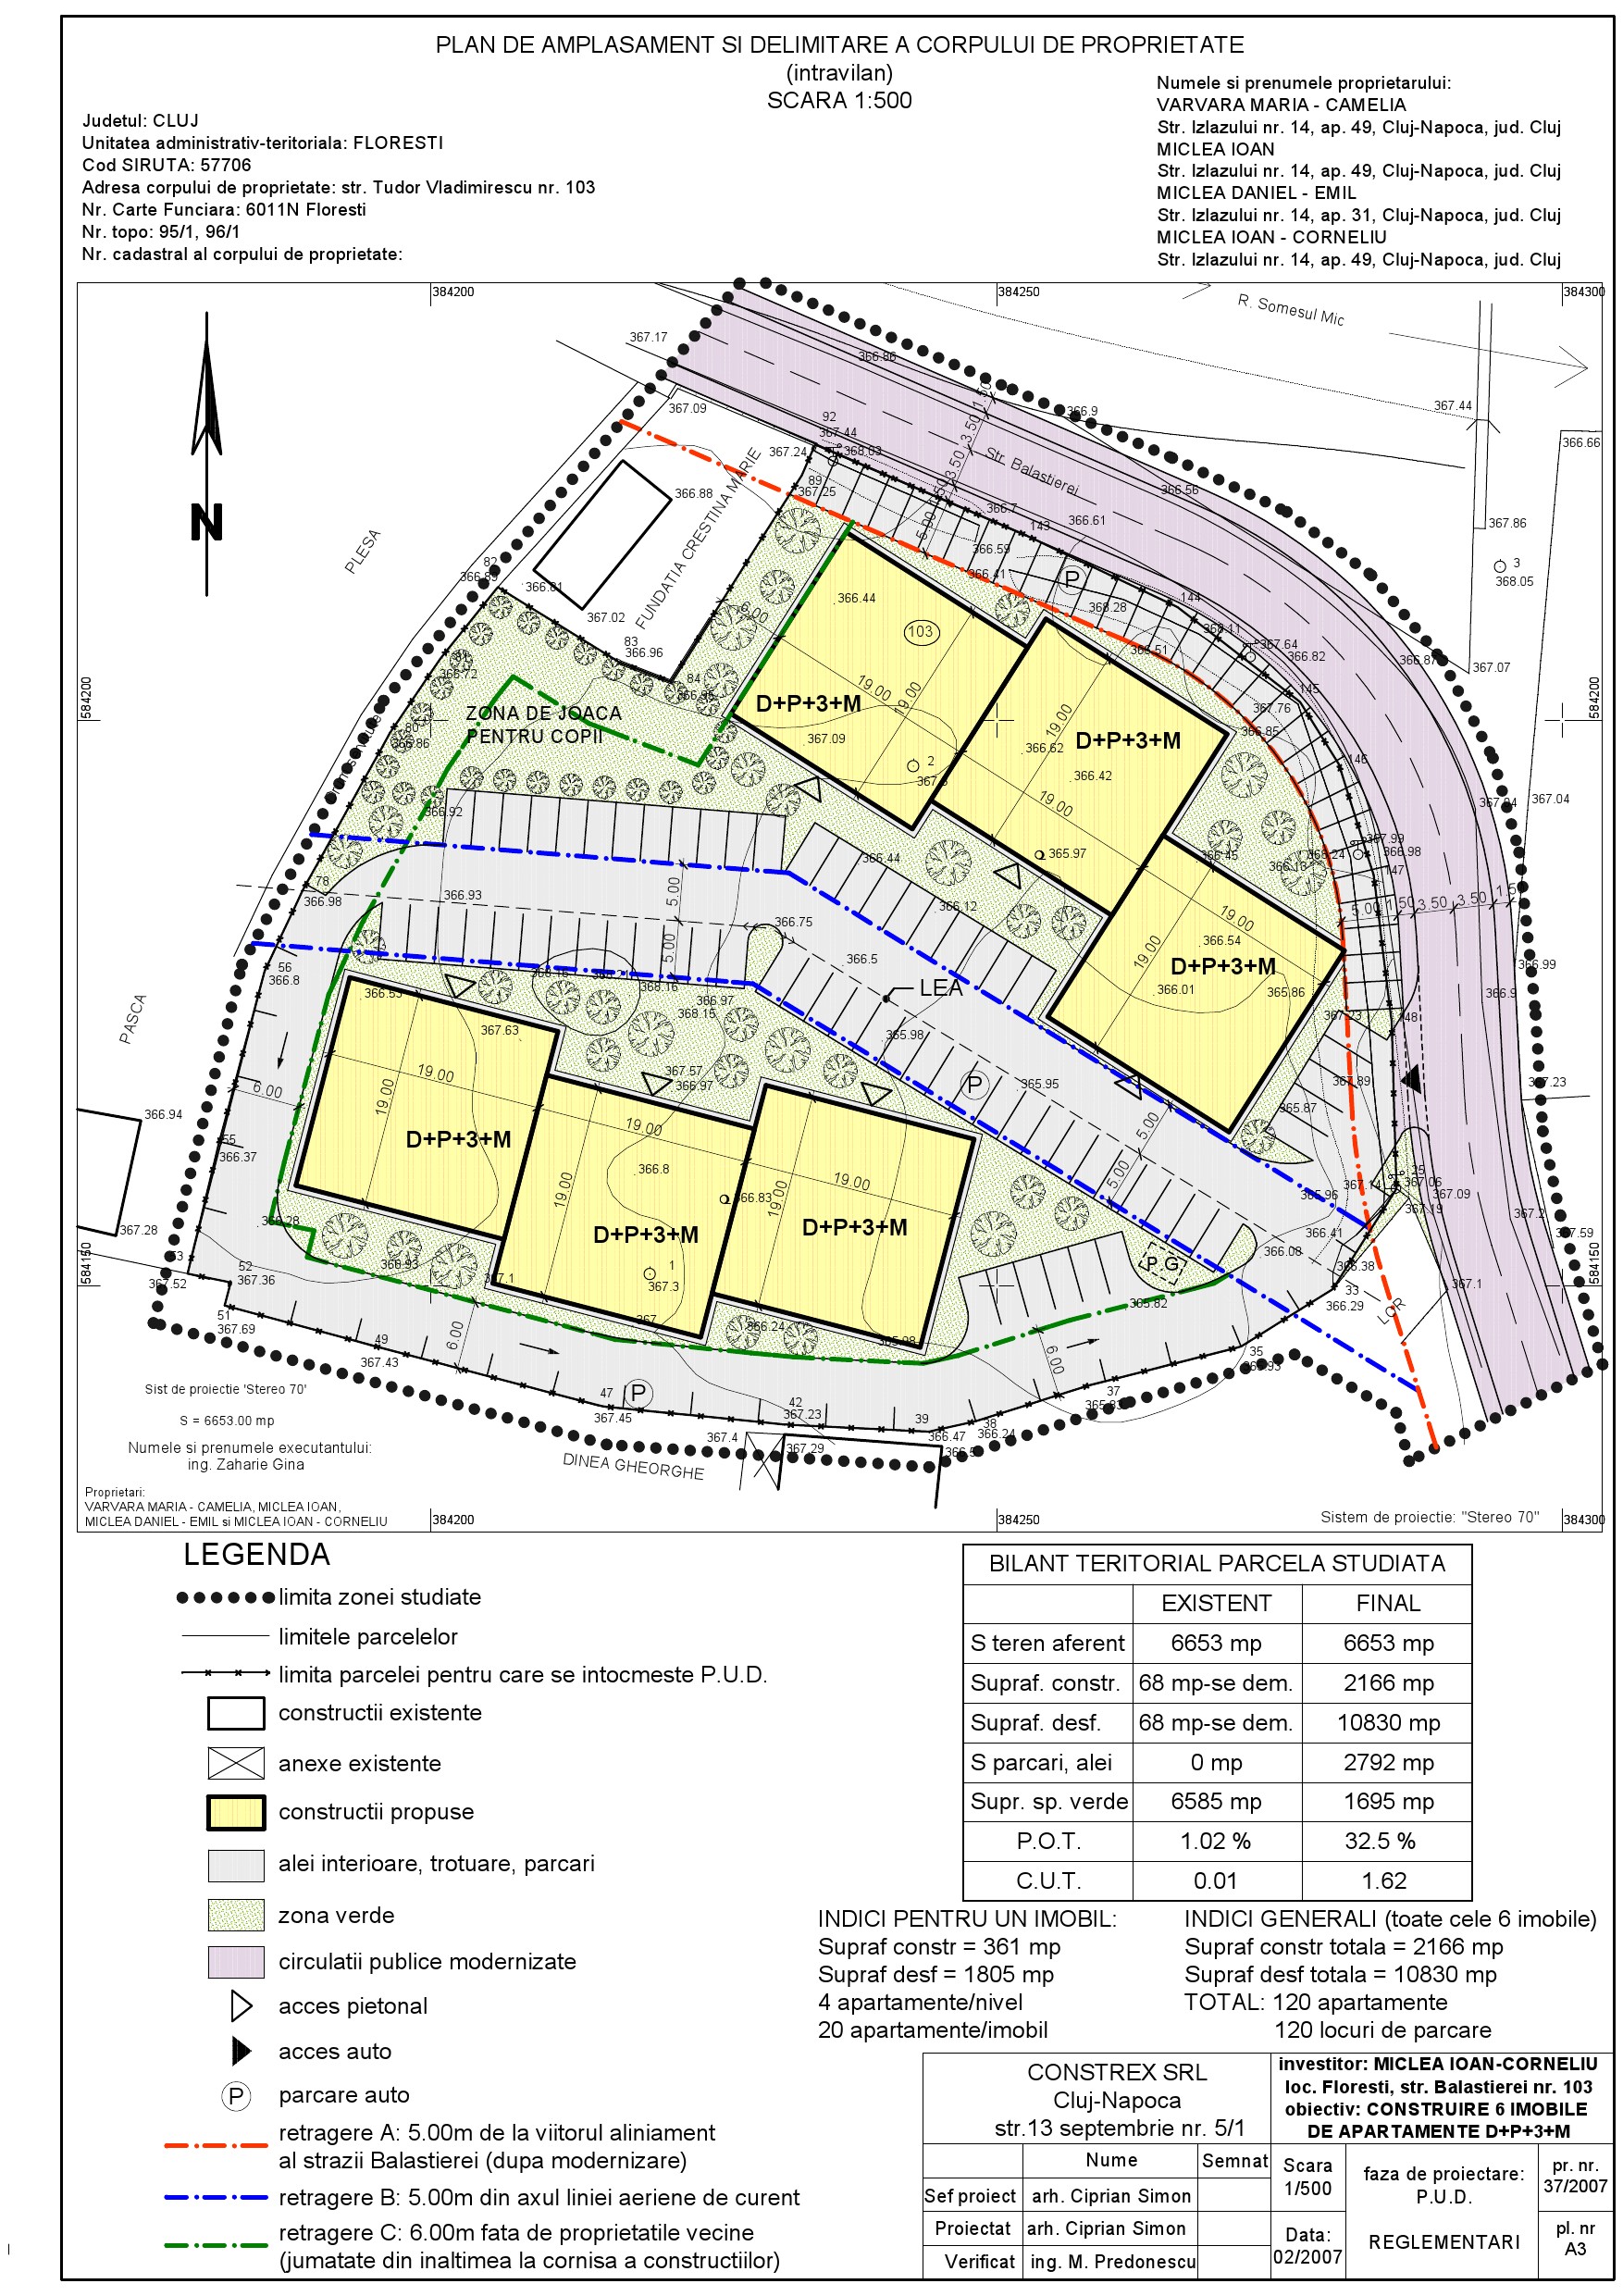 PLAN DE AMPLASAMENT SI DELIMITARE A CORPULUI DE PROPRIETATE
(intravilan)
SCARA 1:500
Judetul: CLUJ
Unitatea administrativ-teritoriala: FLORESTI
Cod SIRUTA: 57706
Adresa corpului de proprietate: str. Tudor Vladimirescu nr. 103
Nr. Carte Funciara: 6011N Floresti
Nr. topo: 95/1, 96/1
Nr. cadastral al corpului de proprietate:
Numele si prenumele proprietarului:
VARVARA MARIA - CAMELIA
Str. Izlazului nr. 14, ap. 49, Cluj-Napoca, jud. Cluj
MICLEA IOAN
Str. Izlazului nr. 14, ap. 49, Cluj-Napoca, jud. Cluj
MICLEA DANIEL - EMIL
Str. Izlazului nr. 14, ap. 31, Cluj-Napoca, jud. Cluj
MICLEA IOAN - CORNELIU
Str. Izlazului nr. 14, ap. 49, Cluj-Napoca, jud. Cluj
384200
384250
384300
R. Somesul Mic
367.17
366.86
367.09
366.9
367.44
366.66
92
367.44
367.24
368.03
Str. Balastierei
89
367.25
366.88
366.7
143
366.61
366.56
367.86
3
368.05
366.59
366.41
N
PLESA
FUNDATIA CRESTINA MARIE
82
366.89
366.81
367.02
83
366.96
6.00
366.44
103
P
368.28
144
368.11
367.64
366.82
366.51
366.87
367.07
81
366.72
84
145
367.76
366.85
584200
584200
ZONA DE JOACA
PENTRU COPII
80
366.86
D+P+3+M
19.00
19.00
367.09
2
366.62
366.42
D+P+3+M
19.00
19.00
146
367.04
366.92
366.44
365.97
366.45
367.99
366.98
366.24
147
78
366.98
366.93
5.00
366.12
366.75
19.00
366.54
19.00
D+P+3+M
5.00
1.50
3.50
3.50
56
366.8
5.00
366.5
366.01
365.86
366.99
366.9
LEA
PASCA
366.53
368.16
366.97
368.15
367.63
367.23
148
365.98
367.57
366.97
P
365.95
367.89
365.87
367.23
366.94
6.00
19.00
19.00
D+P+3+M
19.00
19.00
366.8
366.83
D+P+3+M
19.00
19.00
D+P+3+M
5.00
5.00
55
366.37
367.14
25
367.06
367.09
367.19
367.2
367.59
365.96
366.41
366.08
366.38
367.28
366.28
366.93
53
367.52
52
367.36
584150
584150
1
367.3
367.1
P.G
33
366.29
367.1
365.82
51
367.69
49
367.43
6.00
366.24
365.98
6.00
35
37
47
367.45
P
42
367.23
39
366.47
38
366.24
367.4
367.29
DINEA GHEORGHE
Sist de proiectie 'Stereo 70'
S = 6653.00 mp
Numele si prenumele executantului:
ing. Zaharie Gina
Proprietari:
VARVARA MARIA - CAMELIA, MICLEA IOAN,
MICLEA DANIEL - EMIL si MICLEA IOAN - CORNELIU
384200
384250
384300
Sistem de proiectie: "Stereo 70"
LEGENDA
limita zonei studiate
limitele parcelelor
limita parcelei pentru care se intocmeste P.U.D.
constructii existente
anexe existente
constructii propuse
alei interioare, trotuare, parcari
zona verde
circulatii publice modernizate
acces pietonal
acces auto
P parcare auto
retragere A: 5.00m de la viitorul aliniament
al strazii Balastierei (dupa modernizare)
retragere B: 5.00m din axul liniei aeriene de curent
retragere C: 6.00m fata de proprietatile vecine
(jumatate din inaltimea la cornisa a constructiilor)
BILANT TERITORIAL PARCELA STUDIATA
EXISTENT FINAL
S teren aferent 6653 mp 6653 mp
Supraf. constr. 68 mp-se dem. 2166 mp
Supraf. desf. 68 mp-se dem. 10830 mp
S parcari, alei 0 mp 2792 mp
Supr. sp. verde 6585 mp 1695 mp
P.O.T. 1.02 % 32.5 %
C.U.T. 0.01 1.62
INDICI PENTRU UN IMOBIL:
Supraf constr = 361 mp
Supraf desf = 1805 mp
4 apartamente/nivel
20 apartamente/imobil
INDICI GENERALI (toate cele 6 imobile)
Supraf constr totala = 2166 mp
Supraf desf totala = 10830 mp
TOTAL: 120 apartamente
120 locuri de parcare
CONSTREX SRL
Cluj-Napoca
str.13 septembrie nr. 5/1
investitor: MICLEA IOAN-CORNELIU
loc. Floresti, str. Balastierei nr. 103
obiectiv: CONSTRUIRE 6 IMOBILE
DE APARTAMENTE D+P+3+M
Nume Semnat
Sef proiect arh. Ciprian Simon
Proiectat arh. Ciprian Simon
Verificat ing. M. Predonescu
Scara
1/500
Data:
02/2007
faza de proiectare:
P.U.D.
REGLEMENTARI
pr. nr.
37/2007
pl. nr
A3